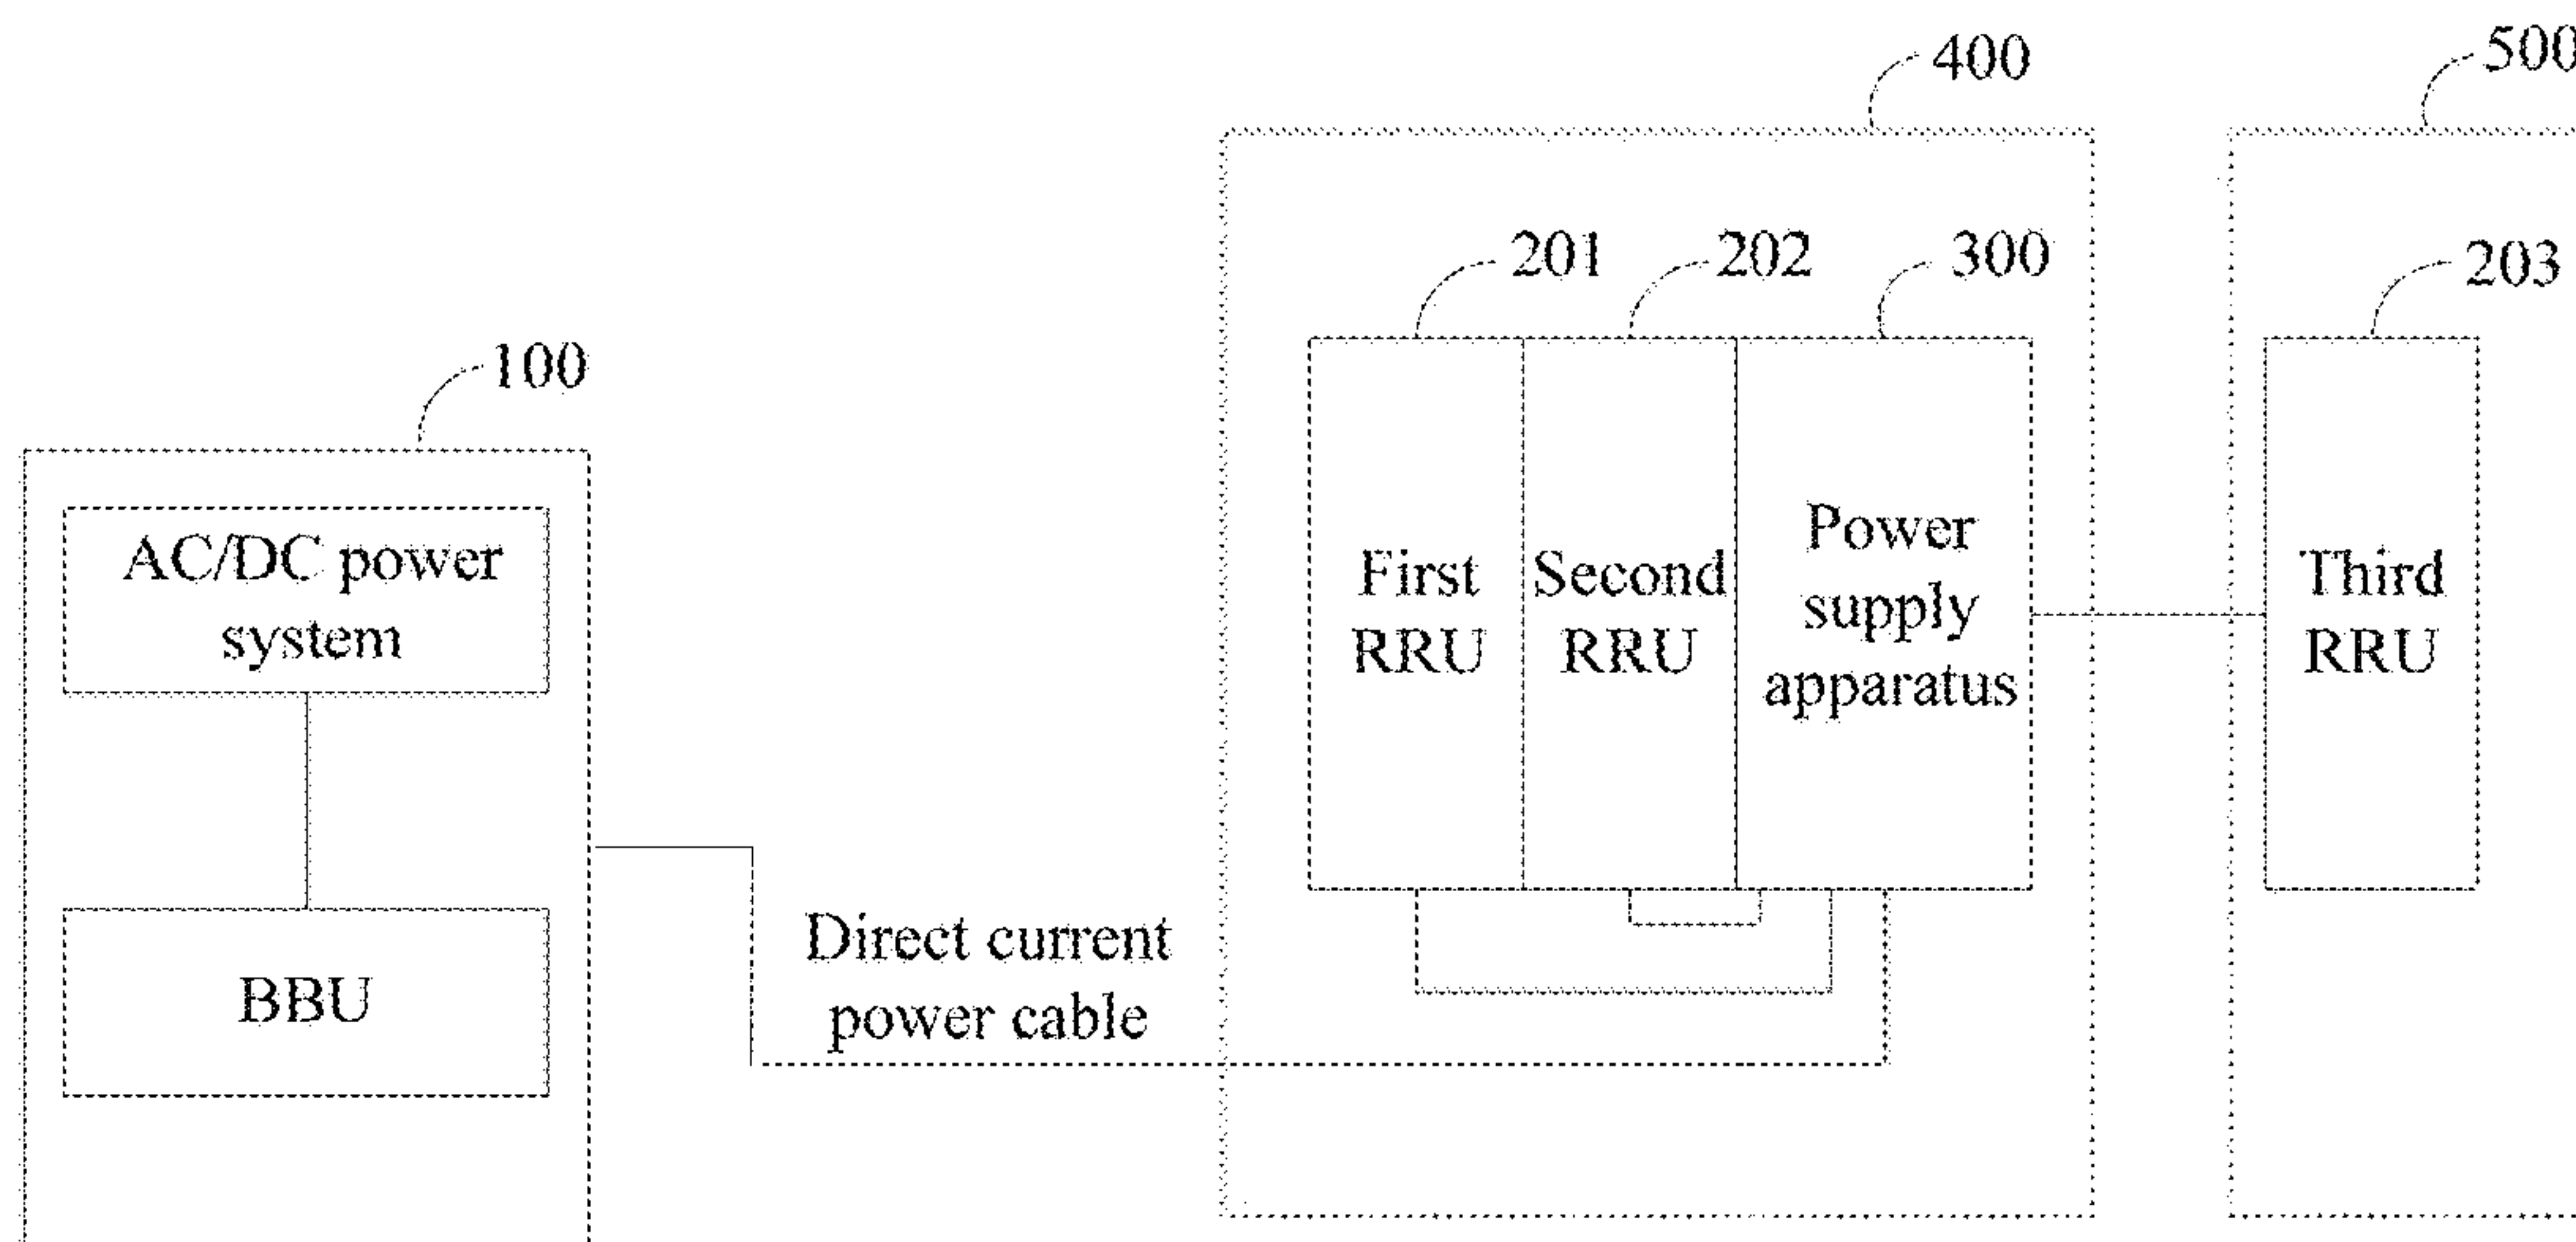 400
500
201
202
300
203
100
AC/DC power
system
BBU
Direct current
power cable
First
RRU
Second
RRU
Power
supply
apparatus
Third
RRU